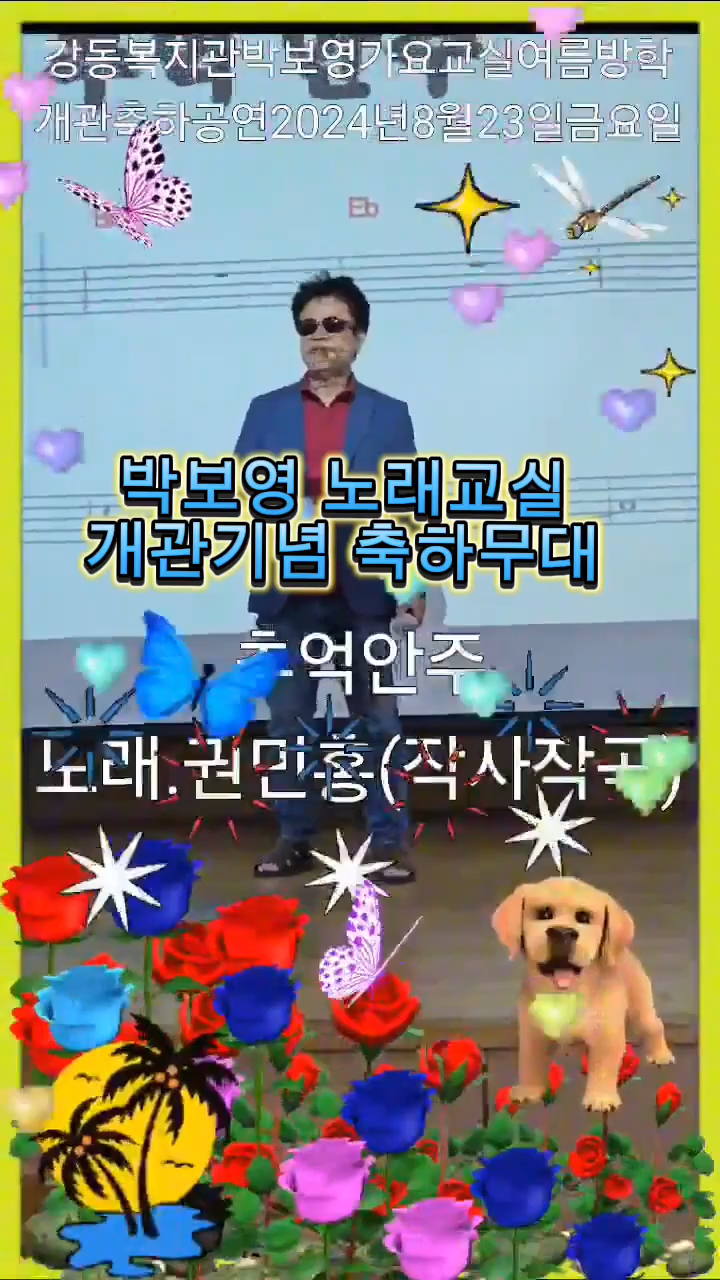 강동복지관박보영가요교실여름방학
개관축하공연2024년8월23일금요일
Eb
박보영 노래교실
개관기념 축하무대
추억안주
노래.권민흥(작사작곡)